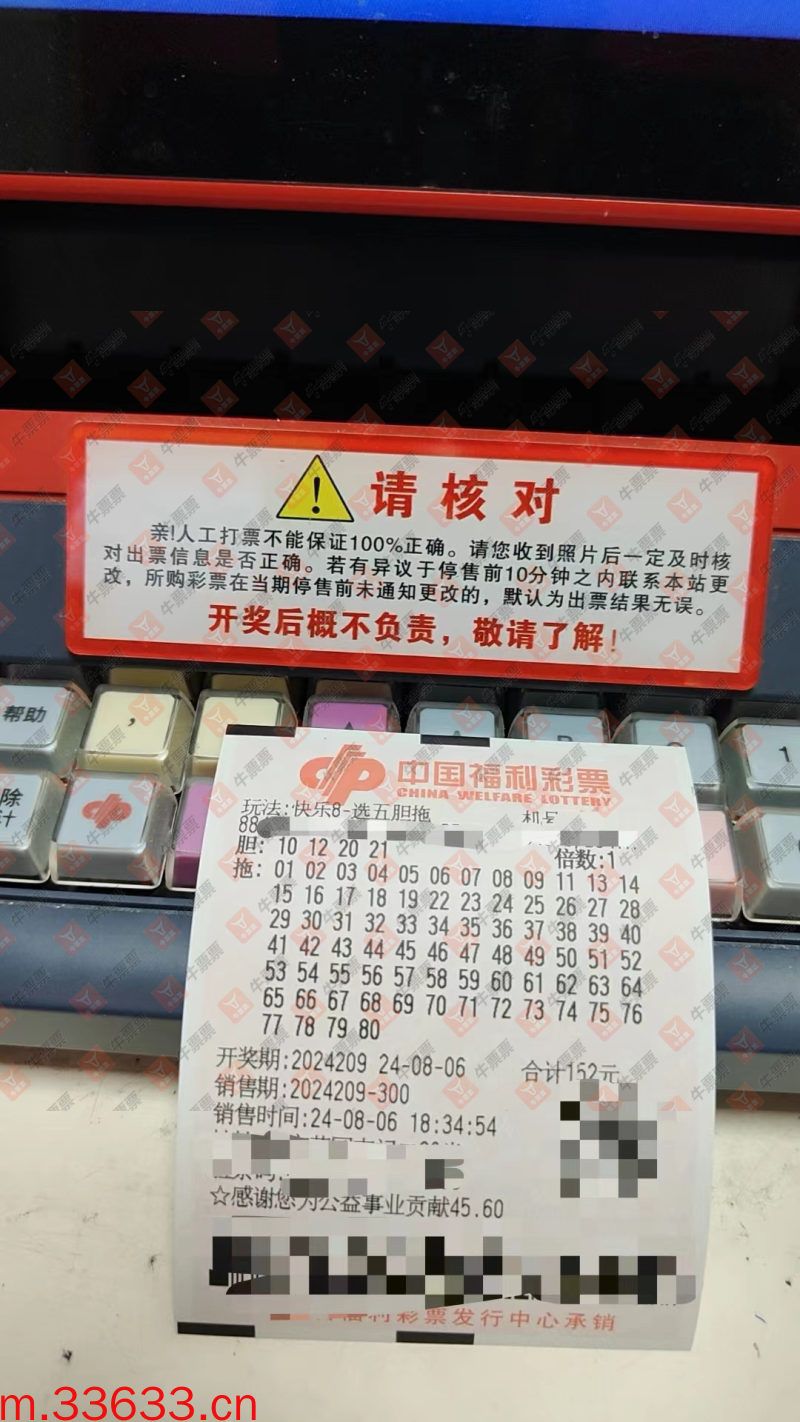 请核对
亲!人工打票不能保证100%正确。请您收到照片后一定及时核
对出票信息是否正确。若有异议于停售前10分钟之内联系本站更
改，所购彩票在当期停售前未通知更改的，默认为出票结果无误。
开奖后概不负责，敬请了解!
帮助
,
1
除
计
中国福利彩票
CHINA WELFARE LOTTERY
玩法:快乐8-选五胆拖
88
胆: 10 12 20 21 倍数:1
拖: 01 02 03 04 05 06 07 08 09 11 13 14
15 16 17 18 19 22 23 24 25 26 27 28
29 30 31 32 33 34 35 36 37 38 39 40
41 42 43 44 45 46 47 48 49 50 51 52
53 54 55 56 57 58 59 60 61 62 63 64
65 66 67 68 69 70 71 72 73 74 75 76
77 78 79 80
开奖期:2024209 24-08-06 合计152元
销售期:2024209-300
销售时间:24-08-06 18:34:54
☆感谢您为公益事业贡献45.60
福利彩票发行中心承销
牛票票
m.33633.cn